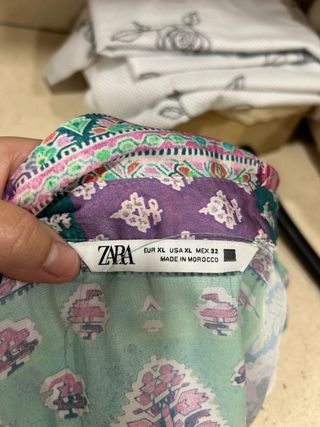 ZARA
EUR XL USA XL MEX 32
MADE IN MOROCCO